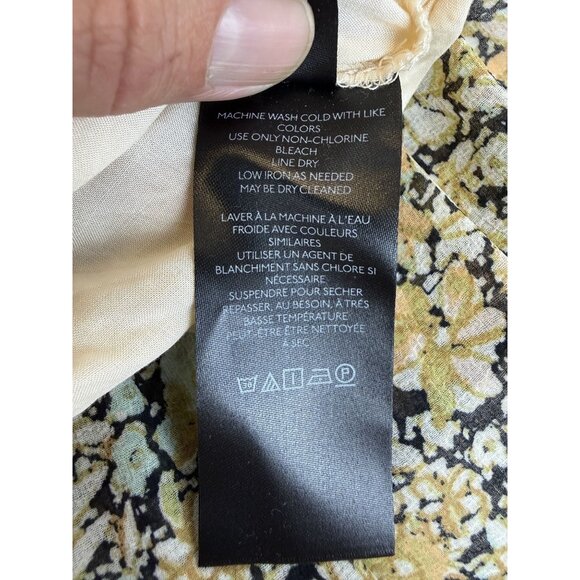 MACHINE WASH COLD WITH LIKE
COLORS
USE ONLY NON-CHLORINE
BLEACH
LINE DRY
LOW IRON AS NEEDED
MAY BE DRY CLEANED
LAVER À LA MACHINE À L'EAU
FROIDE AVEC COULEURS
SIMILAIRES
UTILISER UN AGENT DE
BLANCHIMENT SANS CHLORE SI
NÉCESSAIRE
SUSPENDRE POUR SECHER
REPASSER, AU BESOIN, À TRÉS
BASSE TEMPÉRATURE
PEUT-ÊTRE ÊTRE NETTOYÉE
A SEC
30 P